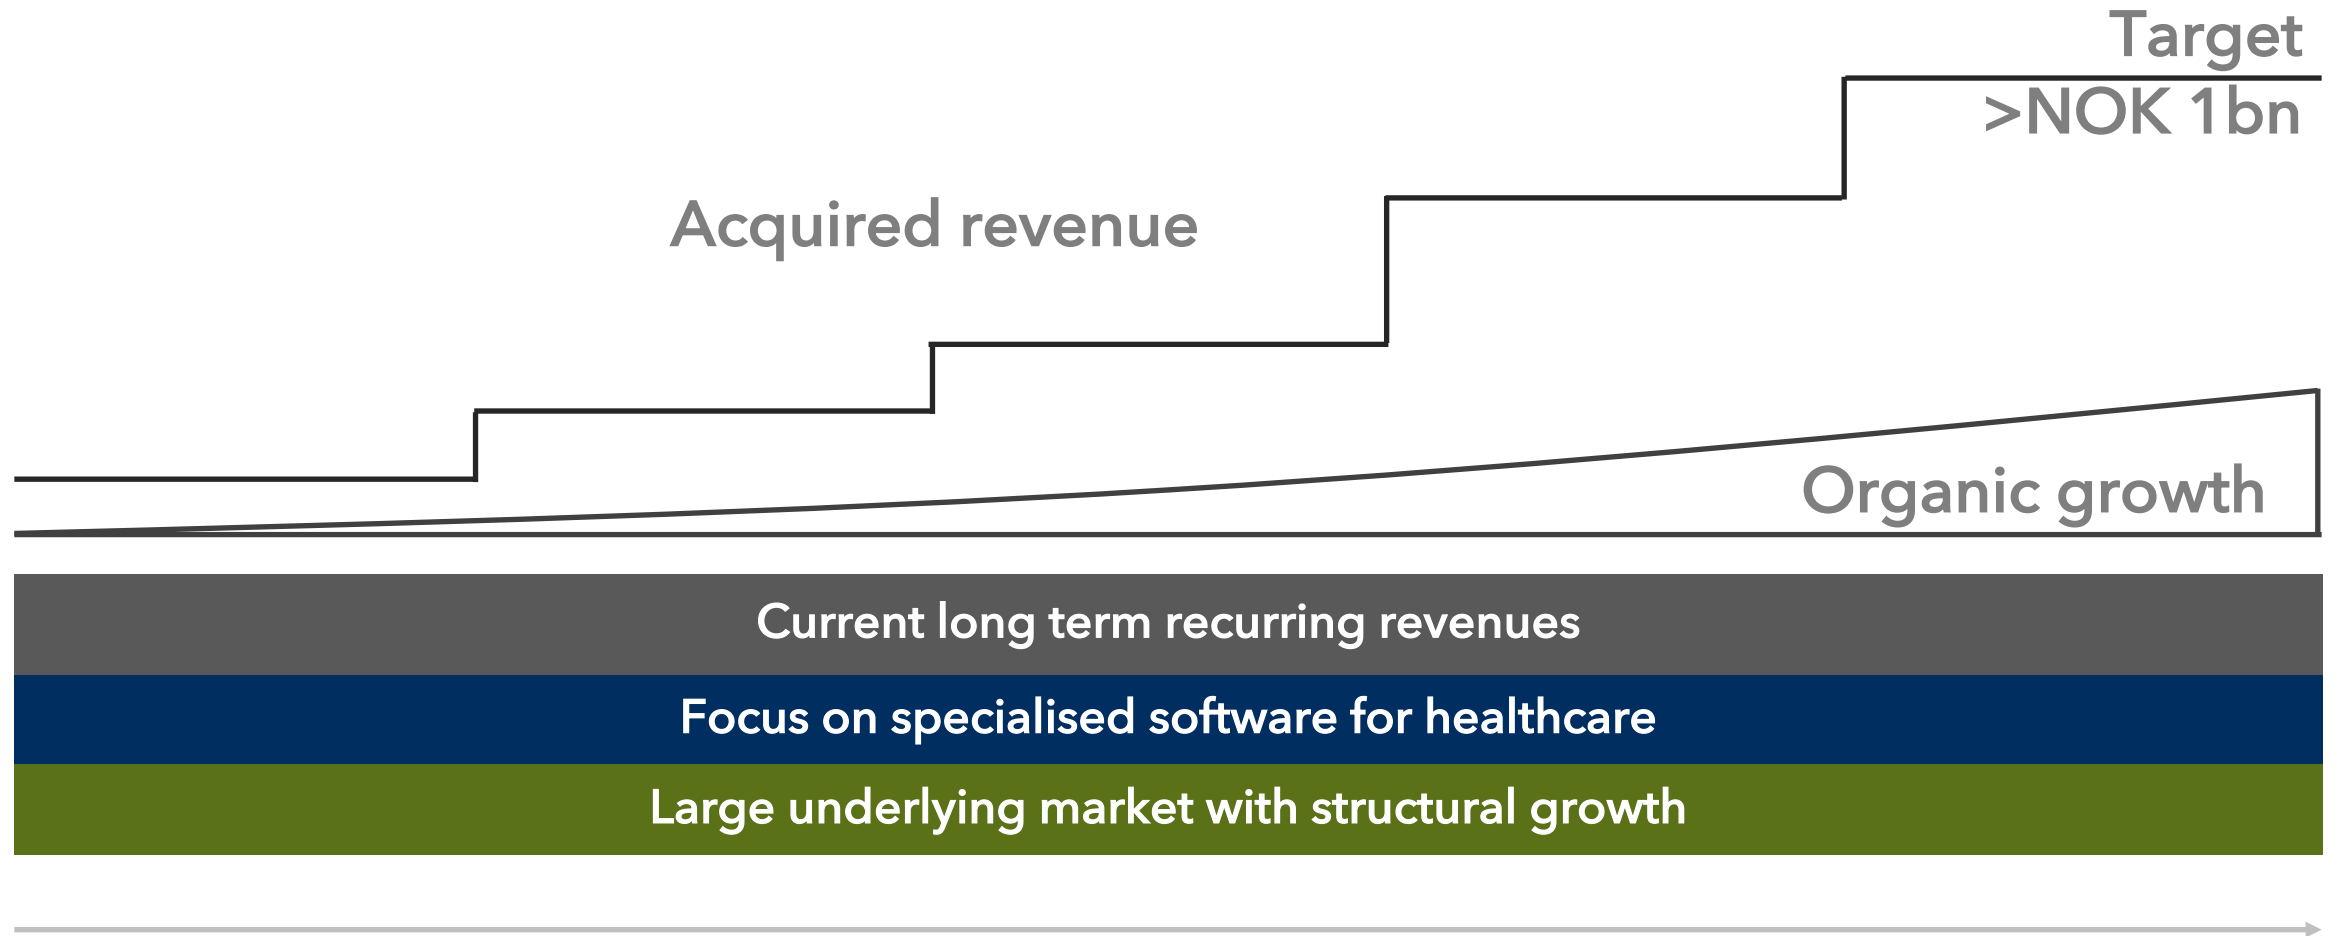 Target
>NOK 1bn
Acquired revenue
Organic growth
Current long term recurring revenues
Focus on specialised software for healthcare
Large underlying market with structural growth